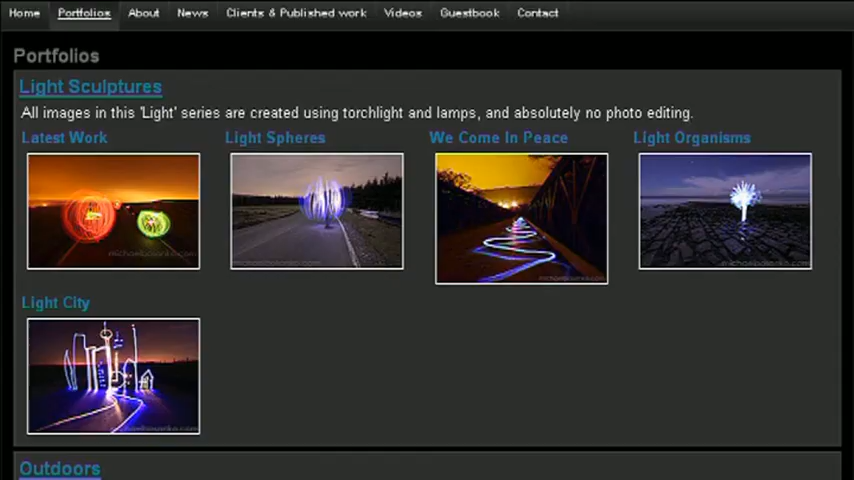 Home Portfolios About News Clients & Published work Videos Guestbook Contact
Portfolios
Light Sculptures
All images in this 'Light' series are created using torchlight and lamps, and absolutely no photo editing.
Latest Work Light Spheres We Come In Peace Light Organisms
Light City
Outdoors